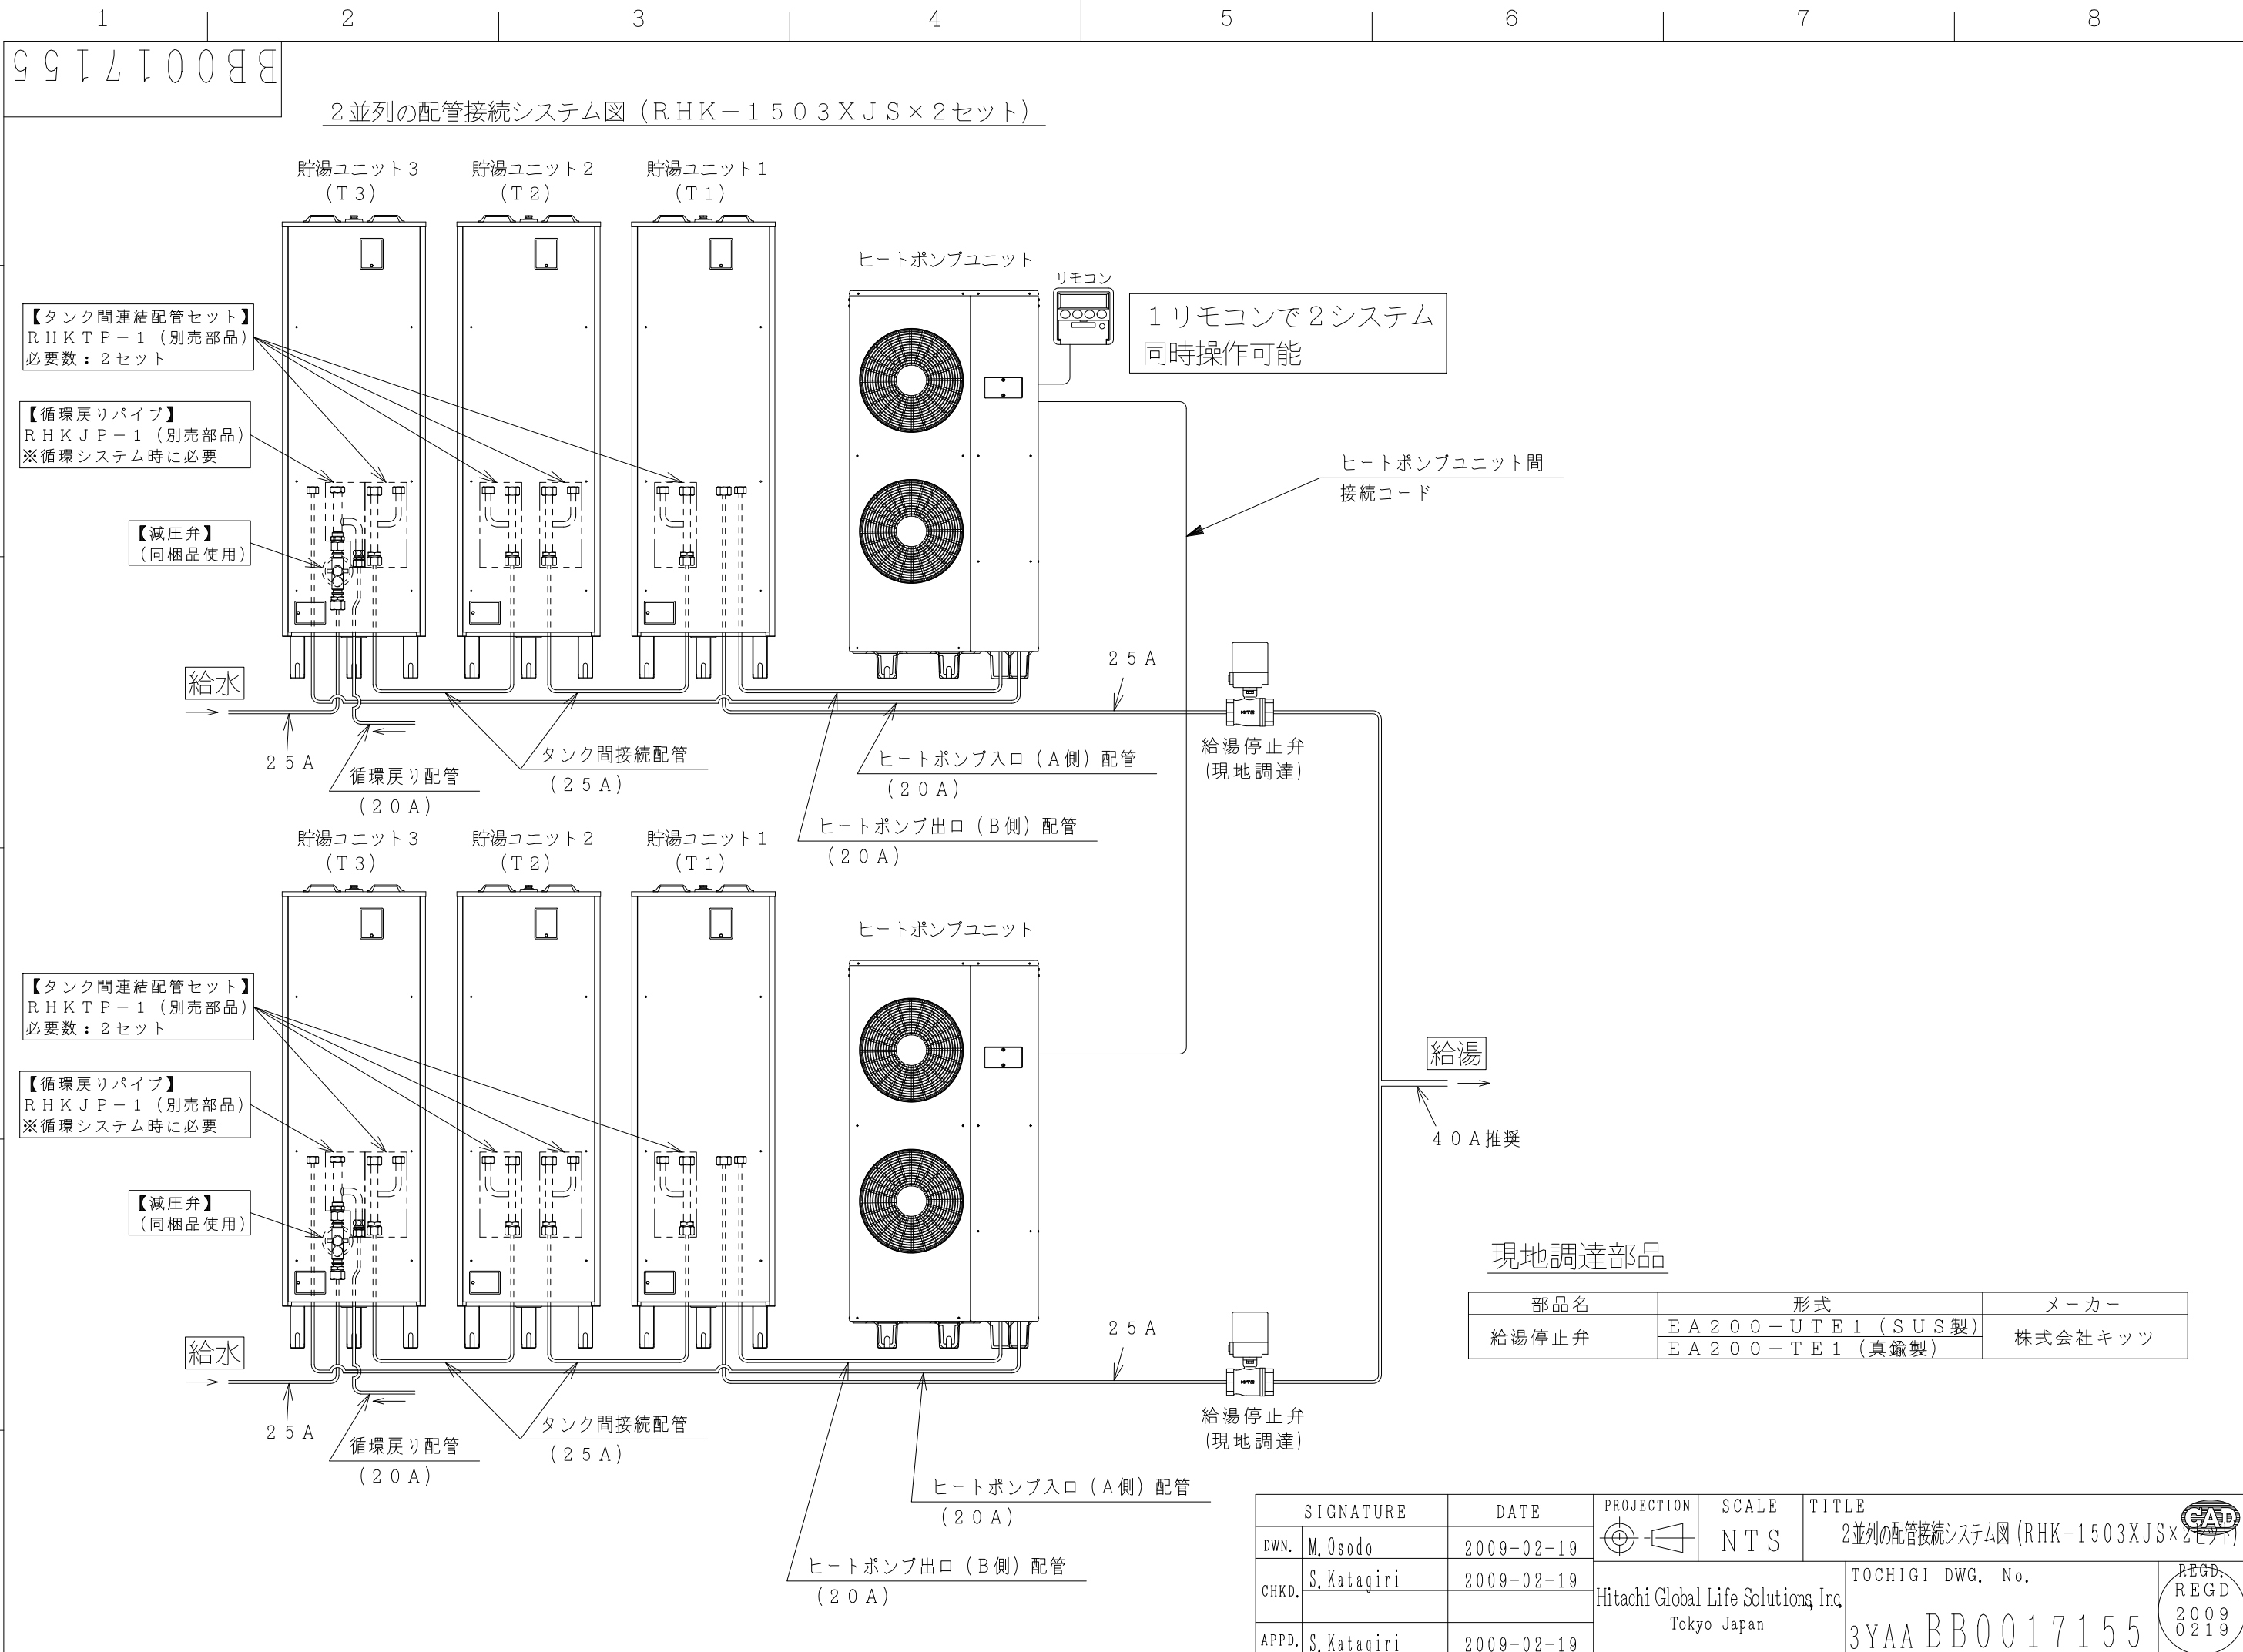 1 2 3 4 5 6 7 8
BB0017155
2並列の配管接続システム図（RHK－1503XJS×2セット）
貯湯ユニット3
（T3）
貯湯ユニット2
（T2）
貯湯ユニット1
（T1）
ヒートポンプユニット
リモコン
1リモコンで2システム
同時操作可能
【タンク間連結配管セット】
RHKTP－1（別売部品）
必要数：2セット
【循環戻りパイプ】
RHKJP－1（別売部品）
※循環システム時に必要
【減圧弁】
（同梱品使用）
ヒートポンプユニット間
接続コード
給水
25A
循環戻り配管
（20A）
タンク間接続配管
（25A）
ヒートポンプ入口（A側）配管
（20A）
ヒートポンプ出口（B側）配管
（20A）
25A
KITZ
給湯停止弁
（現地調達）
貯湯ユニット3
（T3）
貯湯ユニット2
（T2）
貯湯ユニット1
（T1）
ヒートポンプユニット
【タンク間連結配管セット】
RHKTP－1（別売部品）
必要数：2セット
【循環戻りパイプ】
RHKJP－1（別売部品）
※循環システム時に必要
【減圧弁】
（同梱品使用）
給湯
40A推奨
給水
25A
循環戻り配管
（20A）
タンク間接続配管
（25A）
ヒートポンプ入口（A側）配管
（20A）
ヒートポンプ出口（B側）配管
（20A）
25A
KITZ
給湯停止弁
（現地調達）
現地調達部品
部品名 形式 メーカー
給湯停止弁 EA200－UTE1（SUS製） 株式会社キッツ
EA200－TE1（真鍮製）
SIGNATURE DATE PROJECTION SCALE TITLE
DWN. M.Osodo 2009-02-19 NTS 2並列の配管接続システム図(RHK-1503XJS×2セット) CAD
CHKD. S.Katagiri 2009-02-19
APPD. S.Katagiri 2009-02-19
Hitachi Global Life Solutions, Inc.
Tokyo Japan
TOCHIGI DWG. No.
3YAA BB0017155
REGD.
REGD
2009
0219